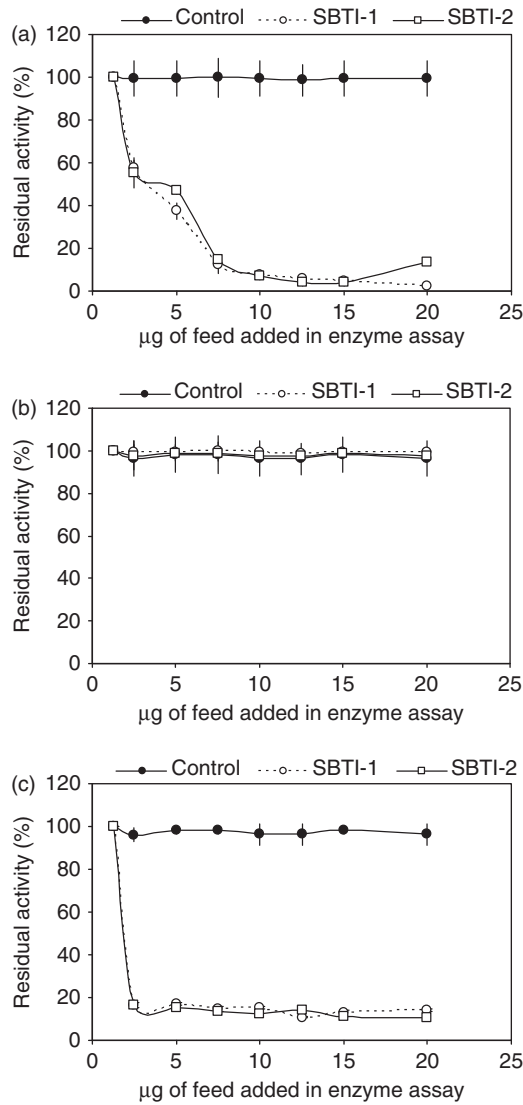 (a)
Control SBTI-1 SBTI-2
120
100
80
60
40
20
0
Residual activity (%)
0 5 10 15 20 25
μg of feed added in enzyme assay
(b)
Control SBTI-1 SBTI-2
120
100
80
60
40
20
0
Residual activity (%)
0 5 10 15 20 25
μg of feed added in enzyme assay
(c)
Control SBTI-1 SBTI-2
120
100
80
60
40
20
0
Residual activity (%)
0 5 10 15 20 25
μg of feed added in enzyme assay